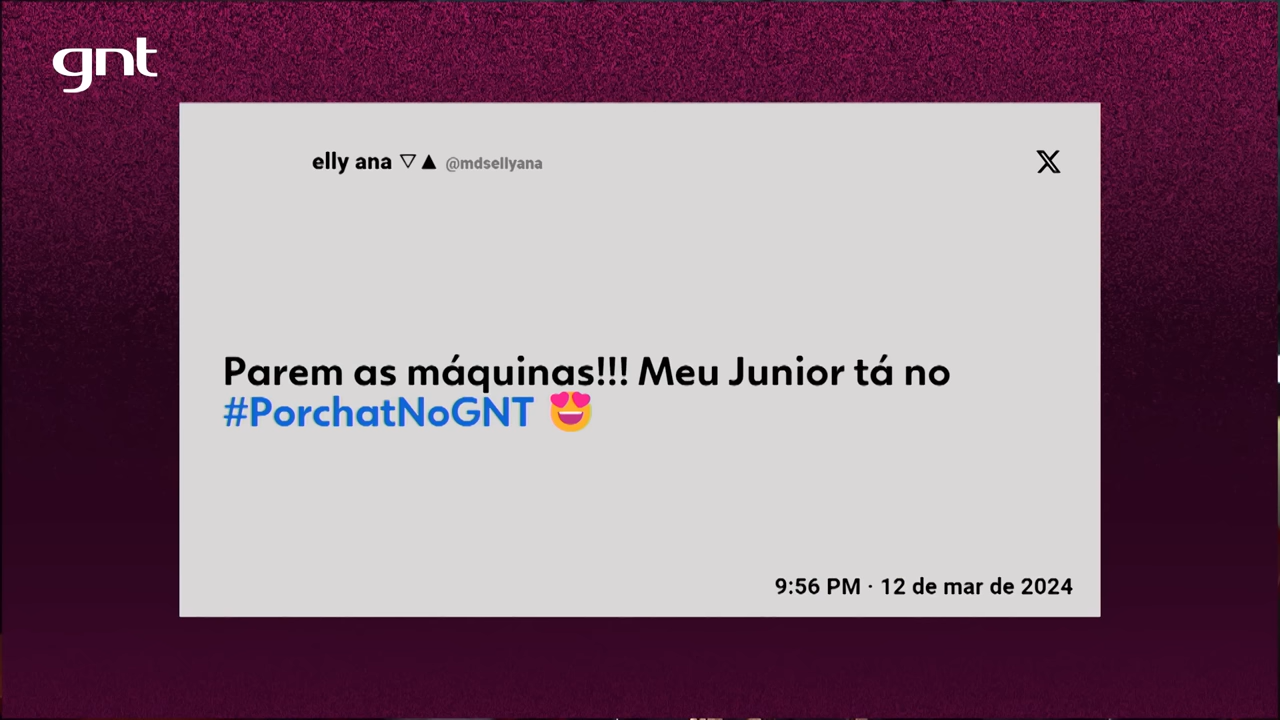 gnt
elly ana ▽▲ @mdsellyana
X
Parem as máquinas!!! Meu Junior tá no
#PorchatNoGNT 😍
9:56 PM · 12 de mar de 2024